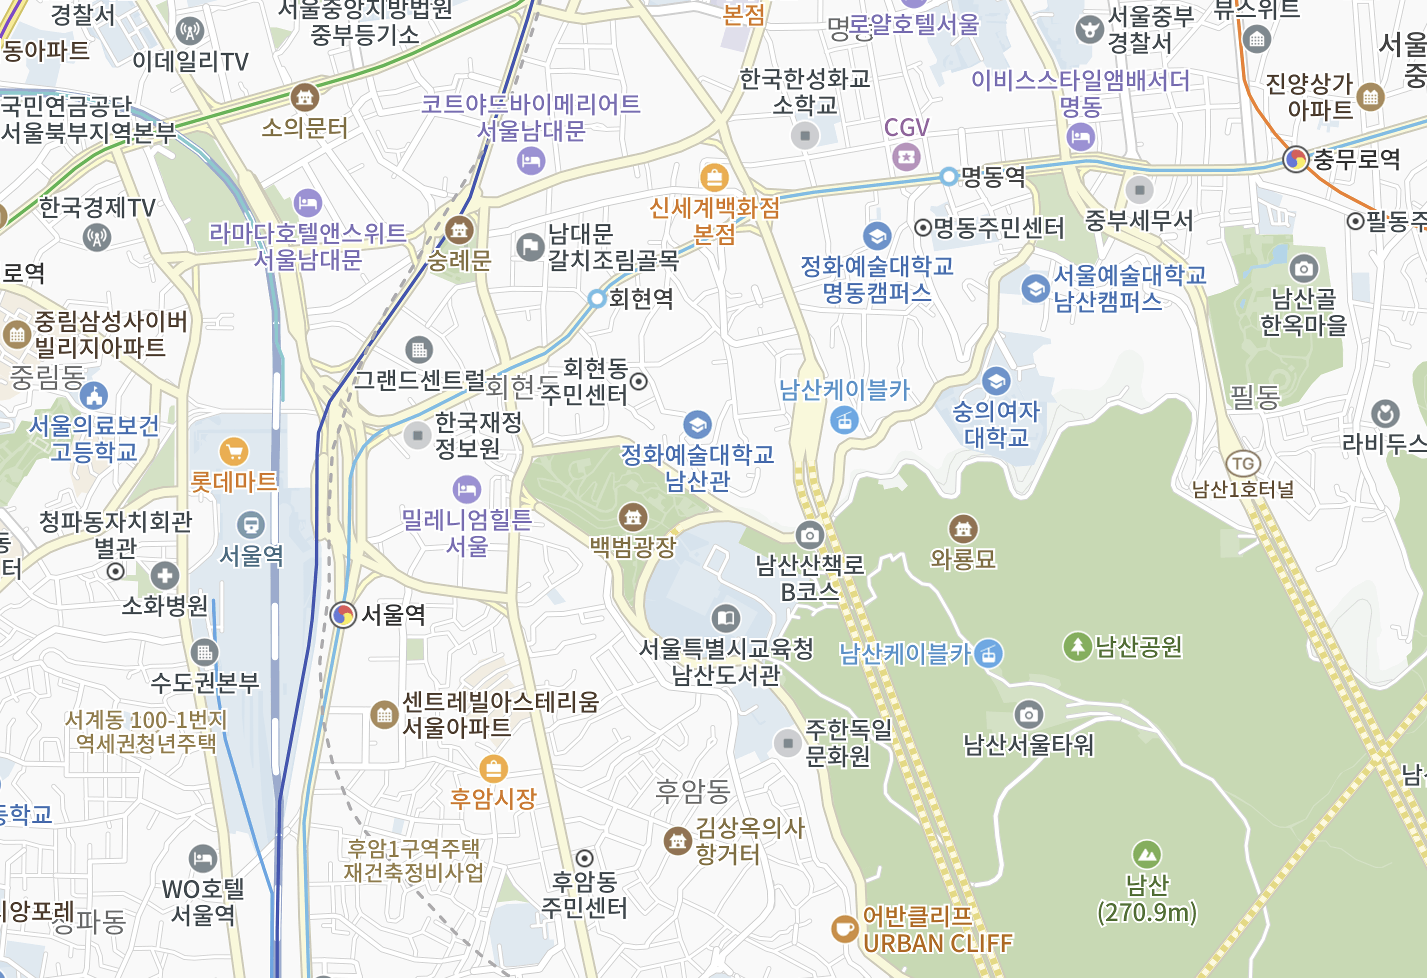 경찰서
서울중앙지방법원
중부등기소
본점
명동
로얄호텔서울
서울중부
경찰서
뷰스위트
동아파트
이데일리TV
한국한성화교
소학교
이비스스타일앰배서더
명동
진양상가
아파트
국민연금공단
서울북부지역본부
소의문터
코트야드바이메리어트
서울남대문
CGV
충무로역
명동역
한국경제TV
신세계백화점
본점
중부세무서
명동주민센터
라마다호텔앤스위트
서울남대문
숭례문
남대문
갈치조림골목
정화예술대학교
명동캠퍼스
서울예술대학교
남산캠퍼스
로역
회현역
남산골
한옥마을
중림삼성사이버
빌리지아파트
중림동
그랜드센트럴
회현동
회현동
주민센터
남산케이블카
숭의여자
대학교
필동
라비두스
서울의료보건
고등학교
한국재정
정보원
정화예술대학교
남산관
롯데마트
TG
남산1호터널
밀레니엄힐튼
서울
청파동자치회관
별관
서울역
백범광장
남산산책로
B코스
와룡묘
소화병원
서울역
서울특별시교육청
남산도서관
남산케이블카
남산공원
수도권본부
센트레빌아스테리움
서울아파트
서계동 100-1번지
역세권청년주택
주한독일
문화원
남산서울타워
후암시장
후암동
김상옥의사
항거터
후암1구역주택
재건축정비사업
후암동
주민센터
남산
(270.9m)
WO호텔
서울역
청파동
어반클리프
URBAN CLIFF